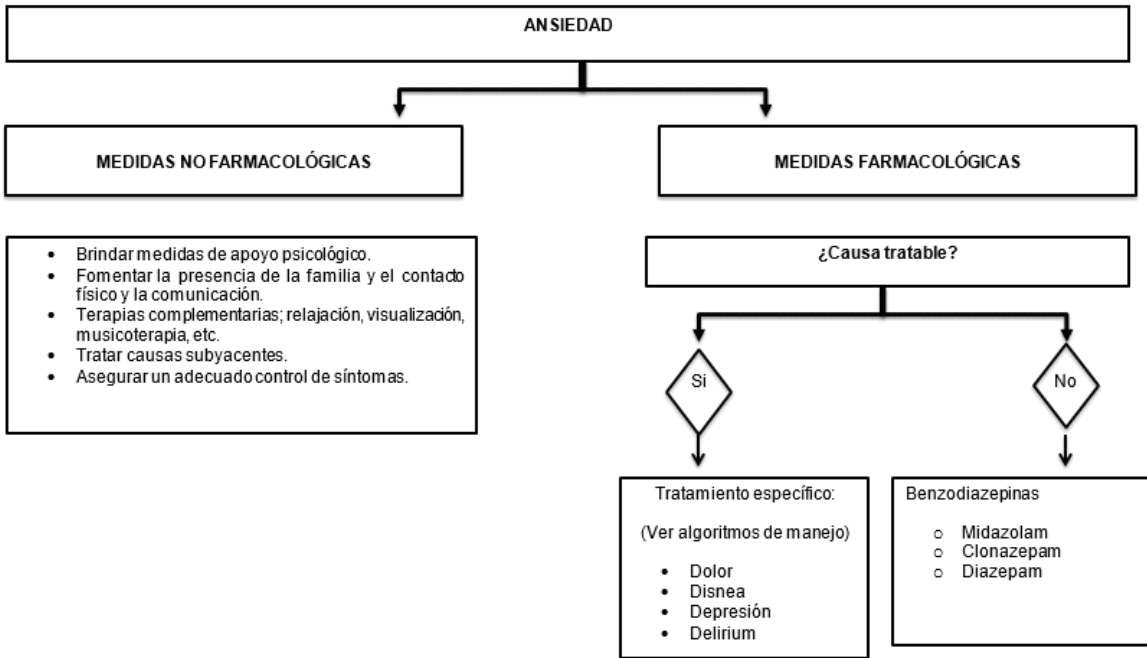 ANSIEDAD
MEDIDAS NO FARMACOLÓGICAS
MEDIDAS FARMACOLÓGICAS
• Brindar medidas de apoyo psicológico.
• Fomentar la presencia de la familia y el contacto
físico y la comunicación.
• Terapias complementarias; relajación, visualización,
musicoterapia, etc.
• Tratar causas subyacentes.
• Asegurar un adecuado control de síntomas.
¿Causa tratable?
Si
No
Tratamiento específico:
(Ver algoritmos de manejo)
• Dolor
• Disnea
• Depresión
• Delirium
Benzodiazepinas
o Midazolam
o Clonazepam
o Diazepam